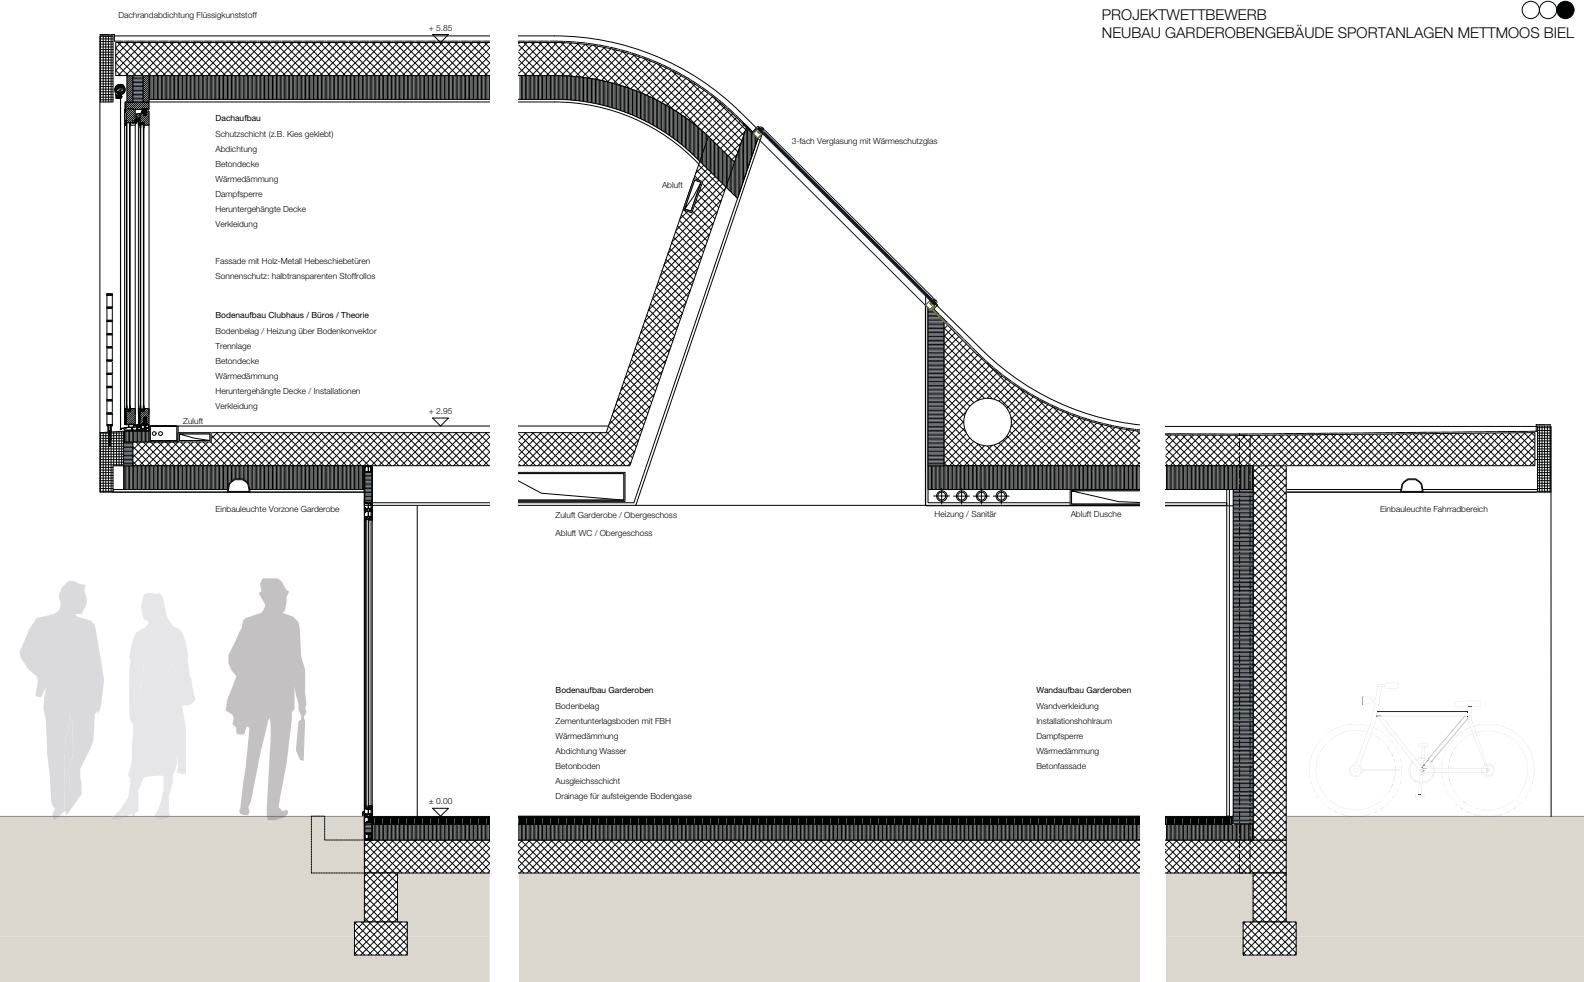 PROJEKTWETTBEWERB
NEUBAU GARDEROBENGEBÄUDE SPORTANLAGEN METTMOOS BIEL
Dachrandabdichtung Flüssigkunststoff
+ 5.85
Dachaufbau
Schutzschicht (z.B. Kies geklebt)
Abdichtung
Betondecke
Wärmedämmung
Dampfsperre
Heruntergehängte Decke
Verkleidung
3-fach Verglasung mit Wärmeschutzglas
Abluft
Fassade mit Holz-Metall Hebeschiebetüren
Sonnenschutz: halbtransparenten Stoffrollos
Bodenaufbau Clubhaus / Büros / Theorie
Bodenbelag / Heizung über Bodenkonvektor
Trennlage
Betondecke
Wärmedämmung
Heruntergehängte Decke / Installationen
Verkleidung
Zuluft
+ 2.95
Einbauleuchte Vorzone Garderobe
Zuluft Garderobe / Obergeschoss
Abluft WC / Obergeschoss
Heizung / Sanitär
Abluft Dusche
Einbauleuchte Fahrradbereich
Bodenaufbau Garderoben
Bodenbelag
Zementunterlagsboden mit FBH
Wärmedämmung
Abdichtung Wasser
Betonboden
Ausgleichsschicht
Drainage für aufsteigende Bodengase
Wandaufbau Garderoben
Wandverkleidung
Installationshohlraum
Dampfsperre
Wärmedämmung
Betonfassade
± 0.00